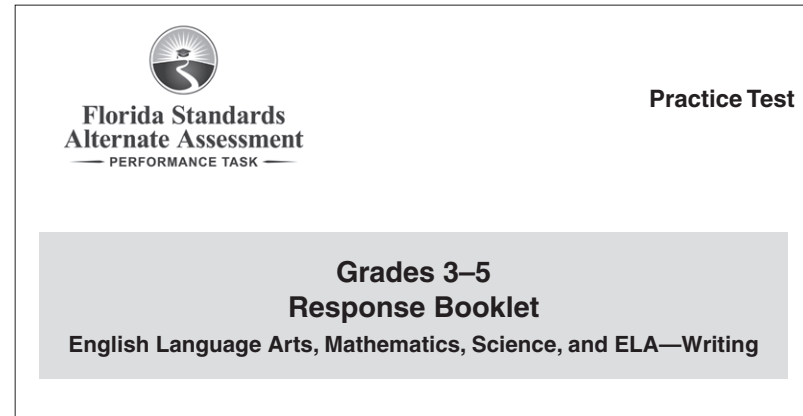 Florida Standards
Alternate Assessment
PERFORMANCE TASK
Practice Test
Grades 3–5
Response Booklet
English Language Arts, Mathematics, Science, and ELA—Writing